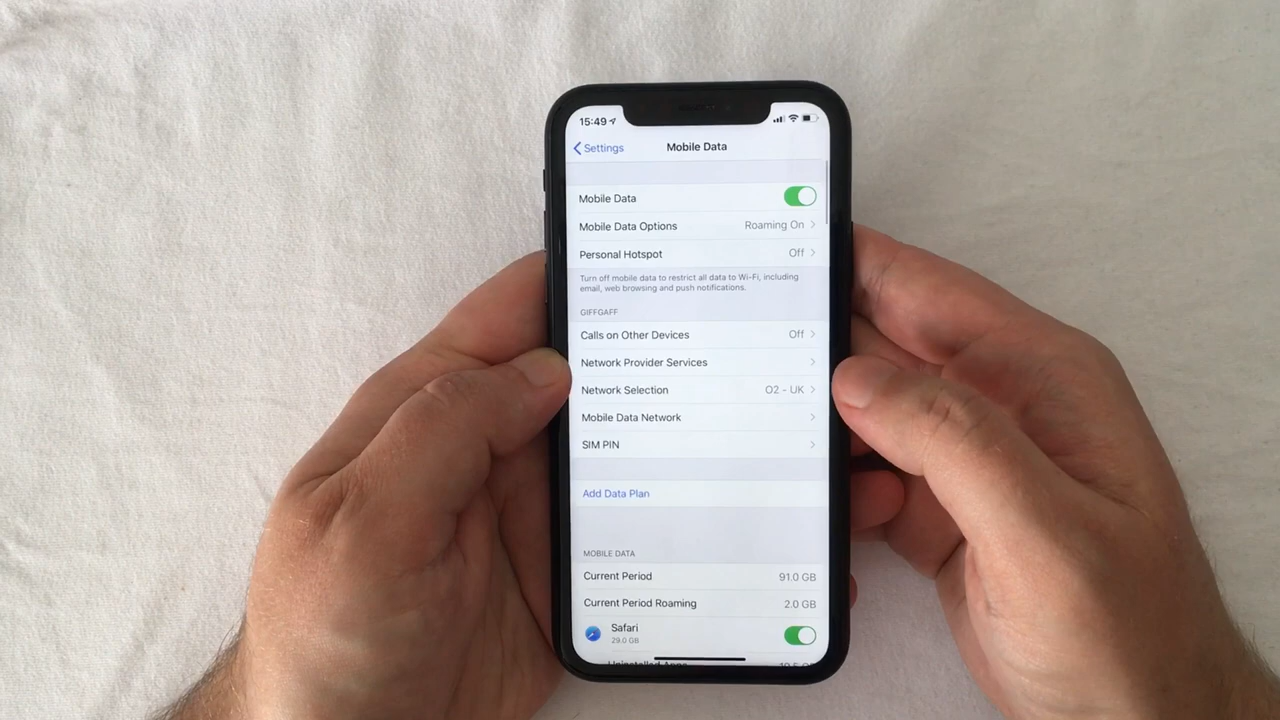 15:49
Settings
Mobile Data
Mobile Data
Mobile Data Options Roaming On
Personal Hotspot Off
Turn off mobile data to restrict all data to Wi-Fi, including
email, web browsing and push notifications.
GIFFGAFF
Calls on Other Devices Off
Network Provider Services
Network Selection O2 - UK
Mobile Data Network
SIM PIN
Add Data Plan
MOBILE DATA
Current Period 91.0 GB
Current Period Roaming 2.0 GB
Safari
29.0 GB
Uninstalled Apps